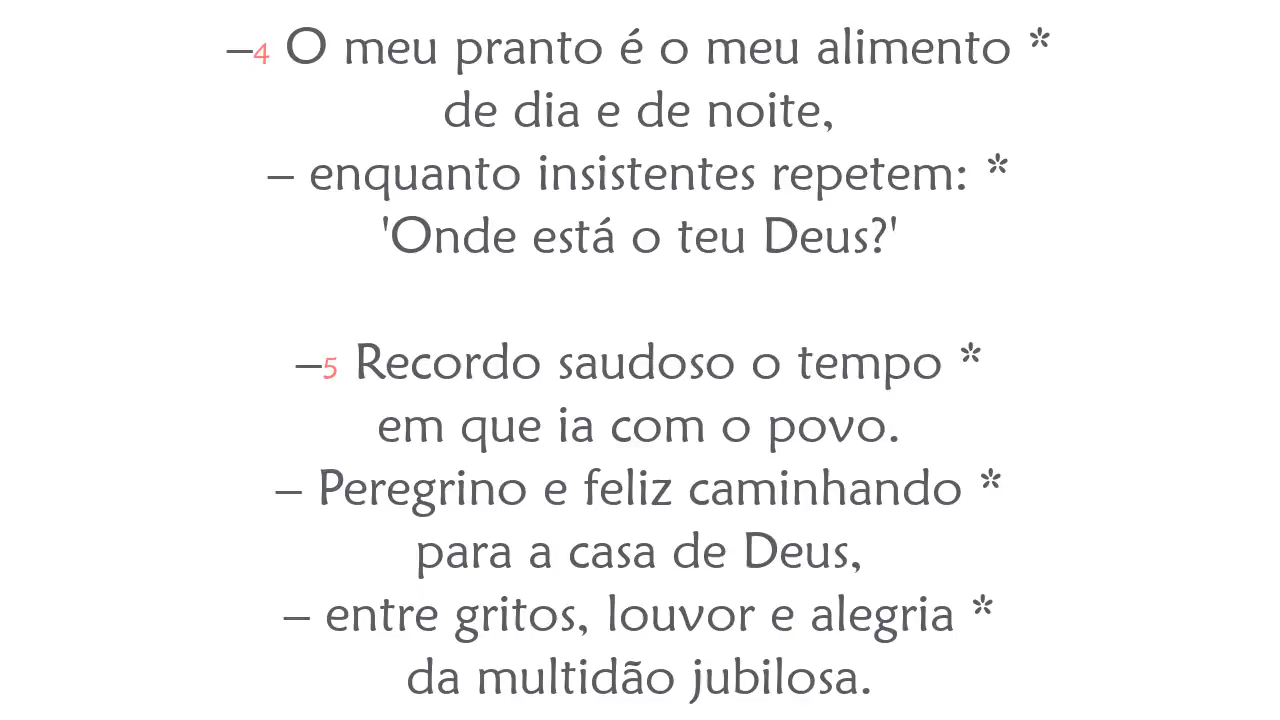 –4 O meu pranto é o meu alimento *
de dia e de noite,
– enquanto insistentes repetem: *
'Onde está o teu Deus?'
–5 Recordo saudoso o tempo *
em que ia com o povo.
– Peregrino e feliz caminhando *
para a casa de Deus,
– entre gritos, louvor e alegria *
da multidão jubilosa.